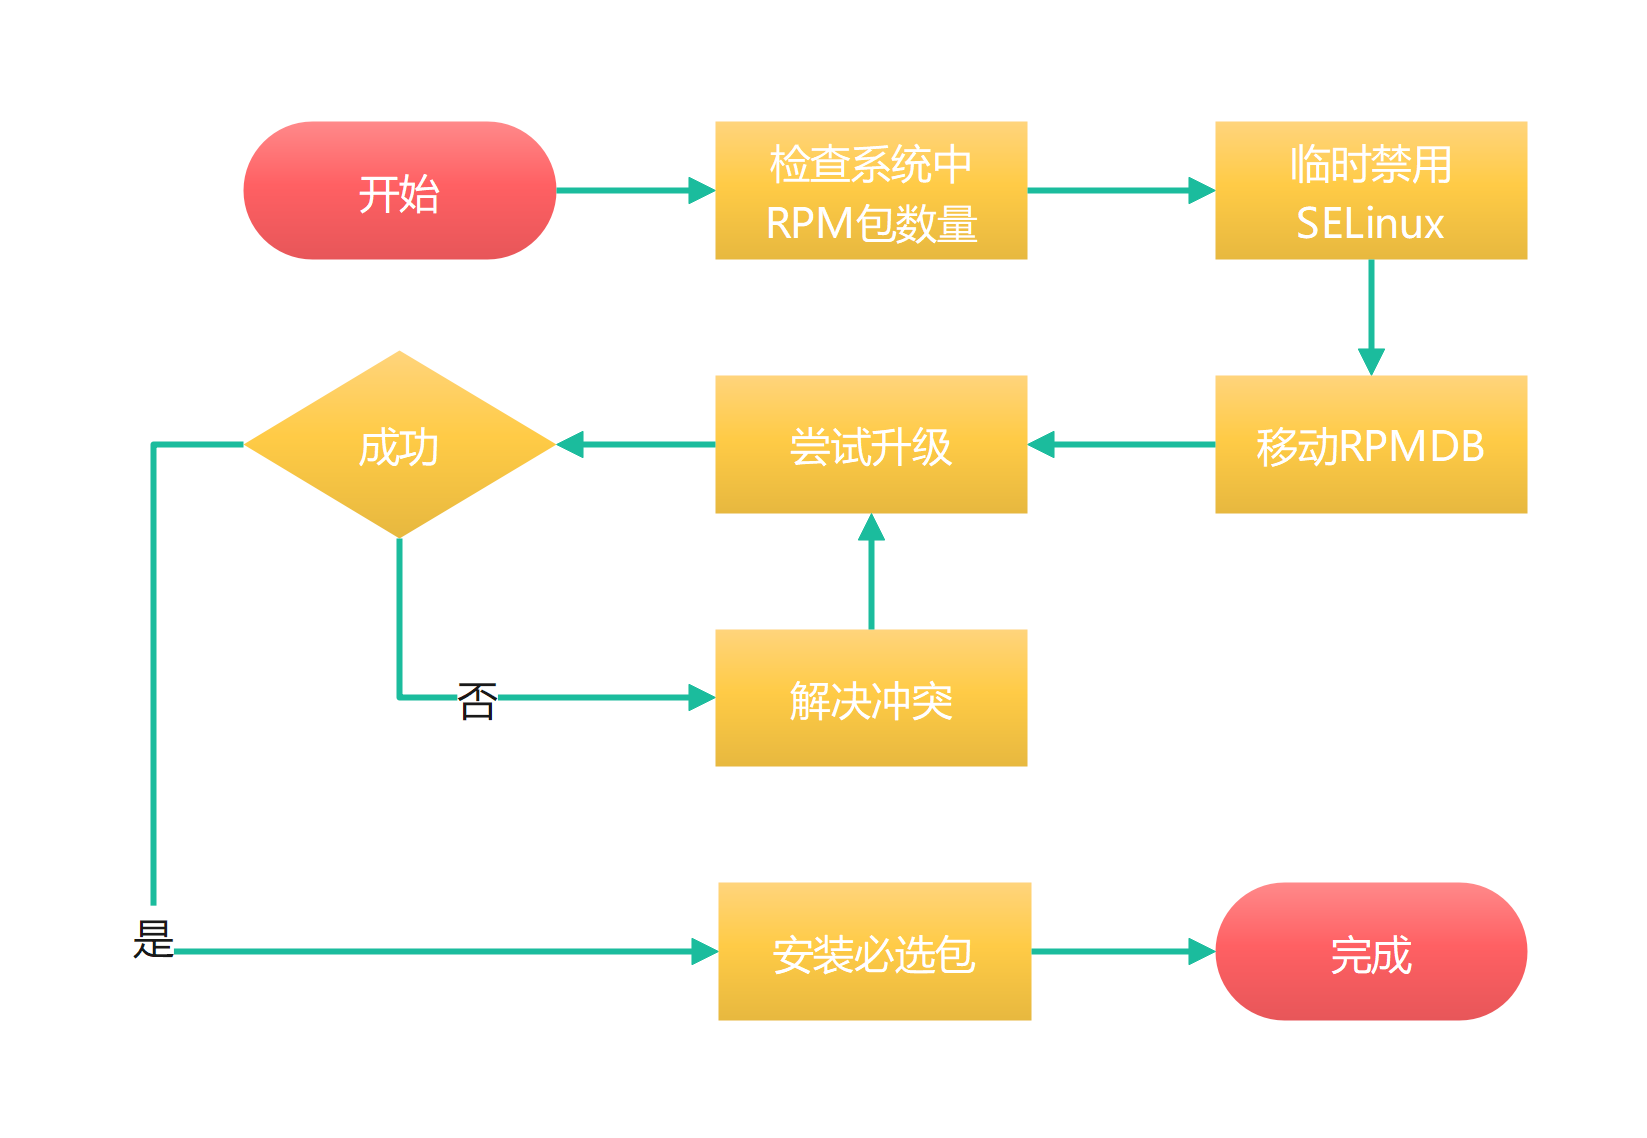 开始
检查系统中
RPM包数量
临时禁用
SELinux
成功
尝试升级
移动RPMDB
否
解决冲突
是
安装必选包
完成